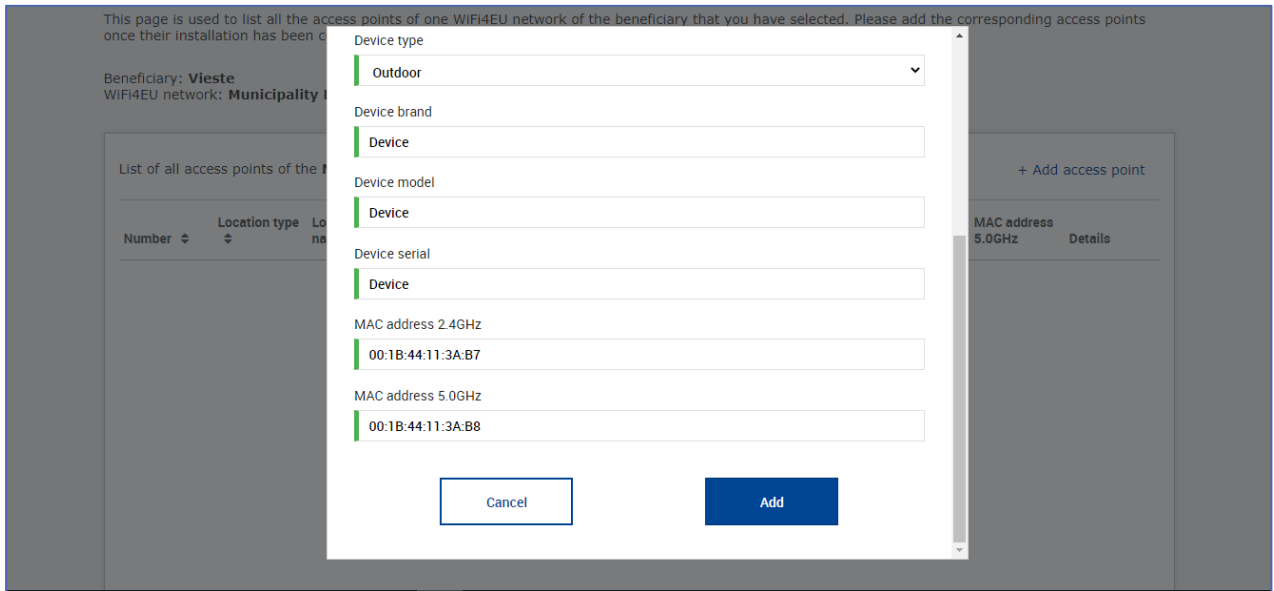 This page is used to list all the access points of one WiFi4EU network of the beneficiary that you have selected. Please add the corresponding access points
once their installation has been
Beneficiary: Vieste
WiFi4EU network: Municipality
List of all access points of the
+ Add access point
Number
Location type
MAC address
5.0GHz
Details
Device type
Outdoor
Device brand
Device
Device model
Device
Device serial
Device
MAC address 2.4GHz
00:1B:44:11:3A:B7
MAC address 5.0GHz
00:1B:44:11:3A:B8
Cancel
Add